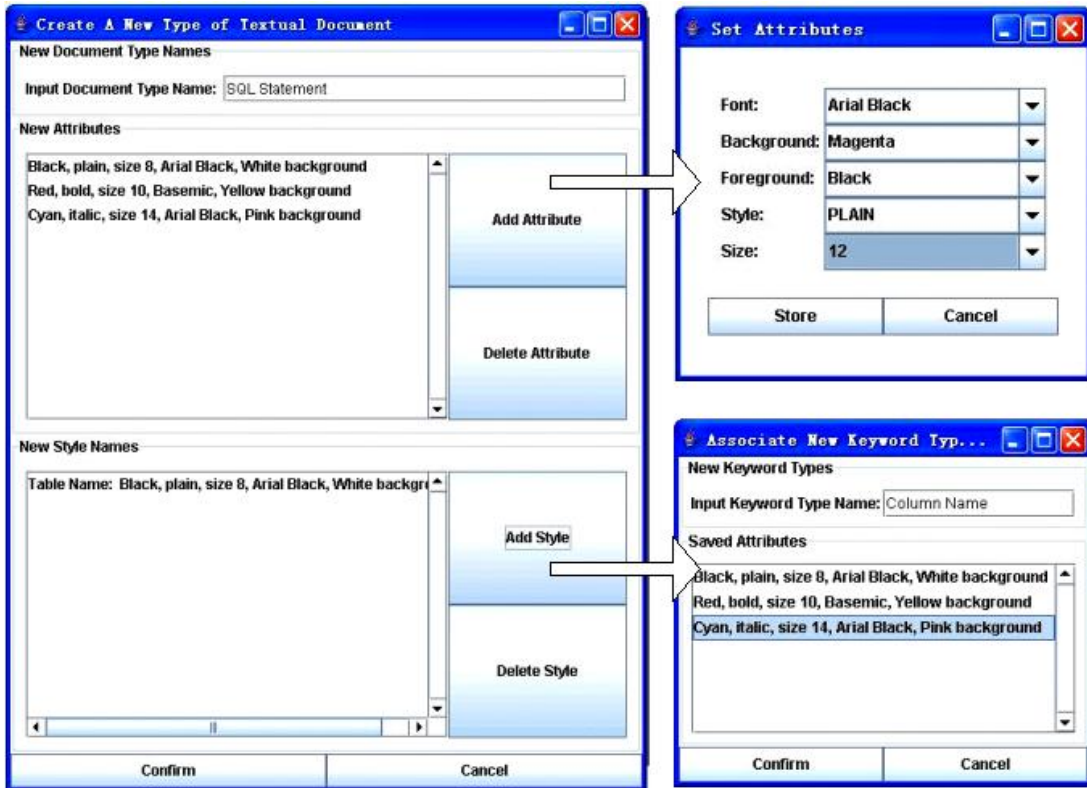 Create A New Type of Textual Document
New Document Type Names
Input Document Type Name: SQL Statement
New Attributes
Black, plain, size 8, Arial Black, White background
Red, bold, size 10, Basemic, Yellow background
Cyan, italic, size 14, Arial Black, Pink background
Add Attribute
Delete Attribute
New Style Names
Table Name: Black, plain, size 8, Arial Black, White backgr
Add Style
Delete Style
Confirm Cancel
Set Attributes
Font: Arial Black
Background: Magenta
Foreground: Black
Style: PLAIN
Size: 12
Store Cancel
Associate New Keyword Typ...
New Keyword Types
Input Keyword Type Name: Column Name
Saved Attributes
Black, plain, size 8, Arial Black, White background
Red, bold, size 10, Basemic, Yellow background
Cyan, italic, size 14, Arial Black, Pink background
Confirm Cancel